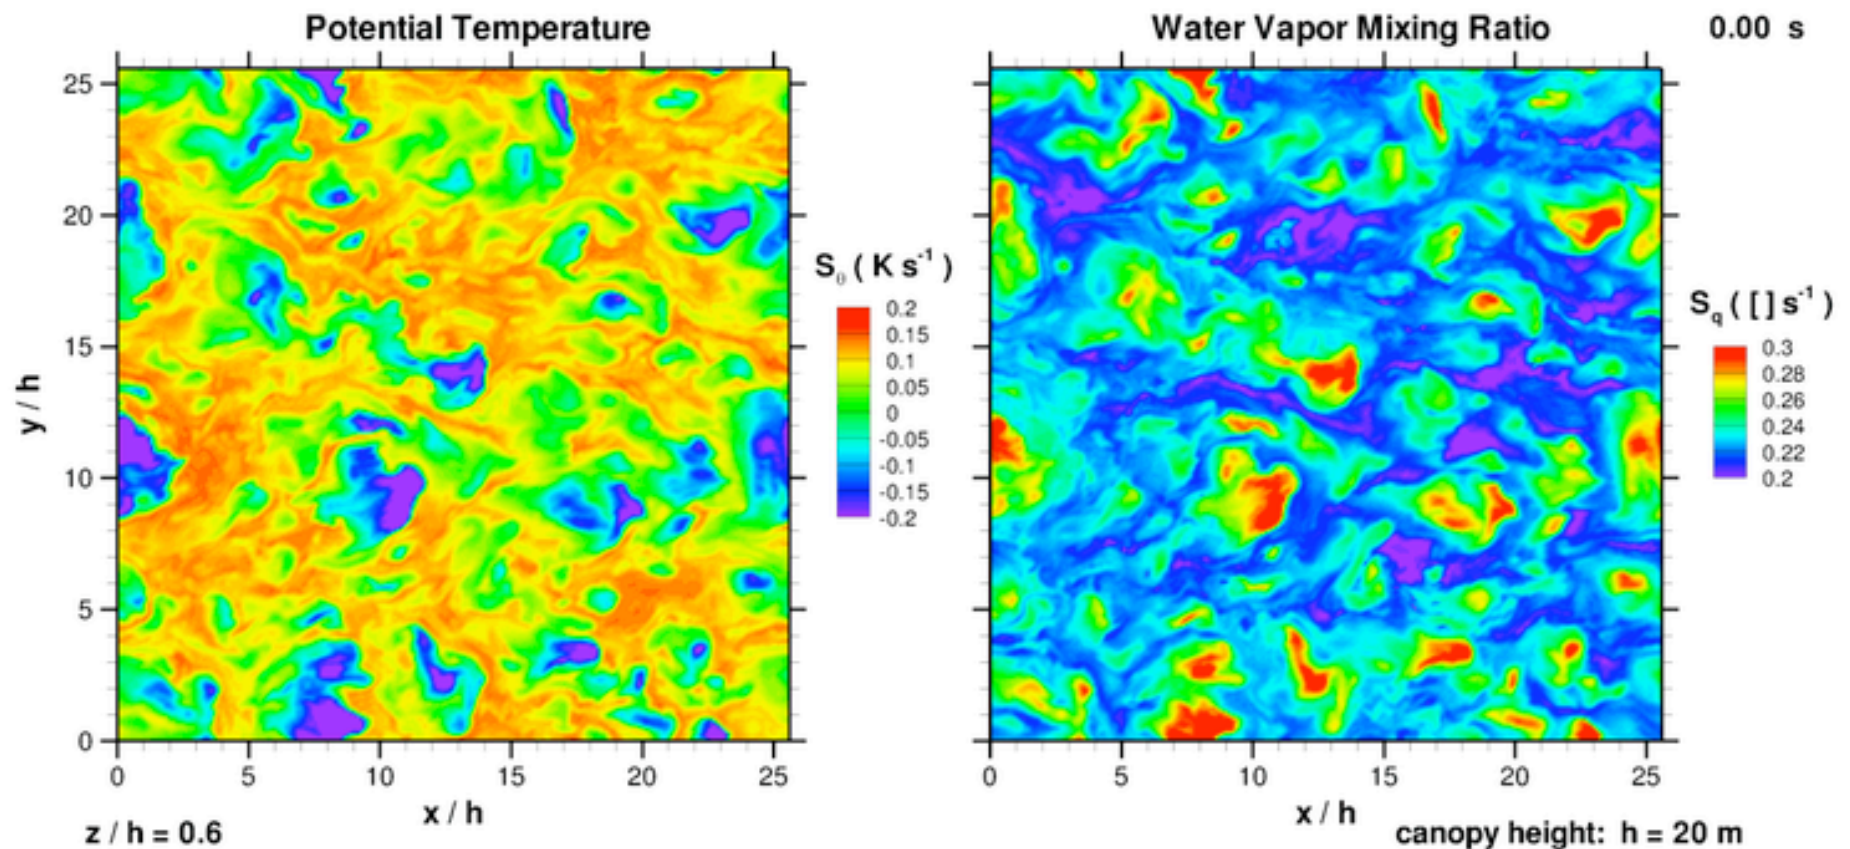 Potential Temperature
Water Vapor Mixing Ratio
0.00 s
25
20
15
10
5
0
y / h
0 5 10 15 20 25
x / h
z / h = 0.6
S_θ ( K s⁻¹ )
0.2
0.15
0.1
0.05
0
-0.05
-0.1
-0.15
-0.2
0 5 10 15 20 25
x / h
S_q ( [ ] s⁻¹ )
0.3
0.28
0.26
0.24
0.22
0.2
canopy height: h = 20 m